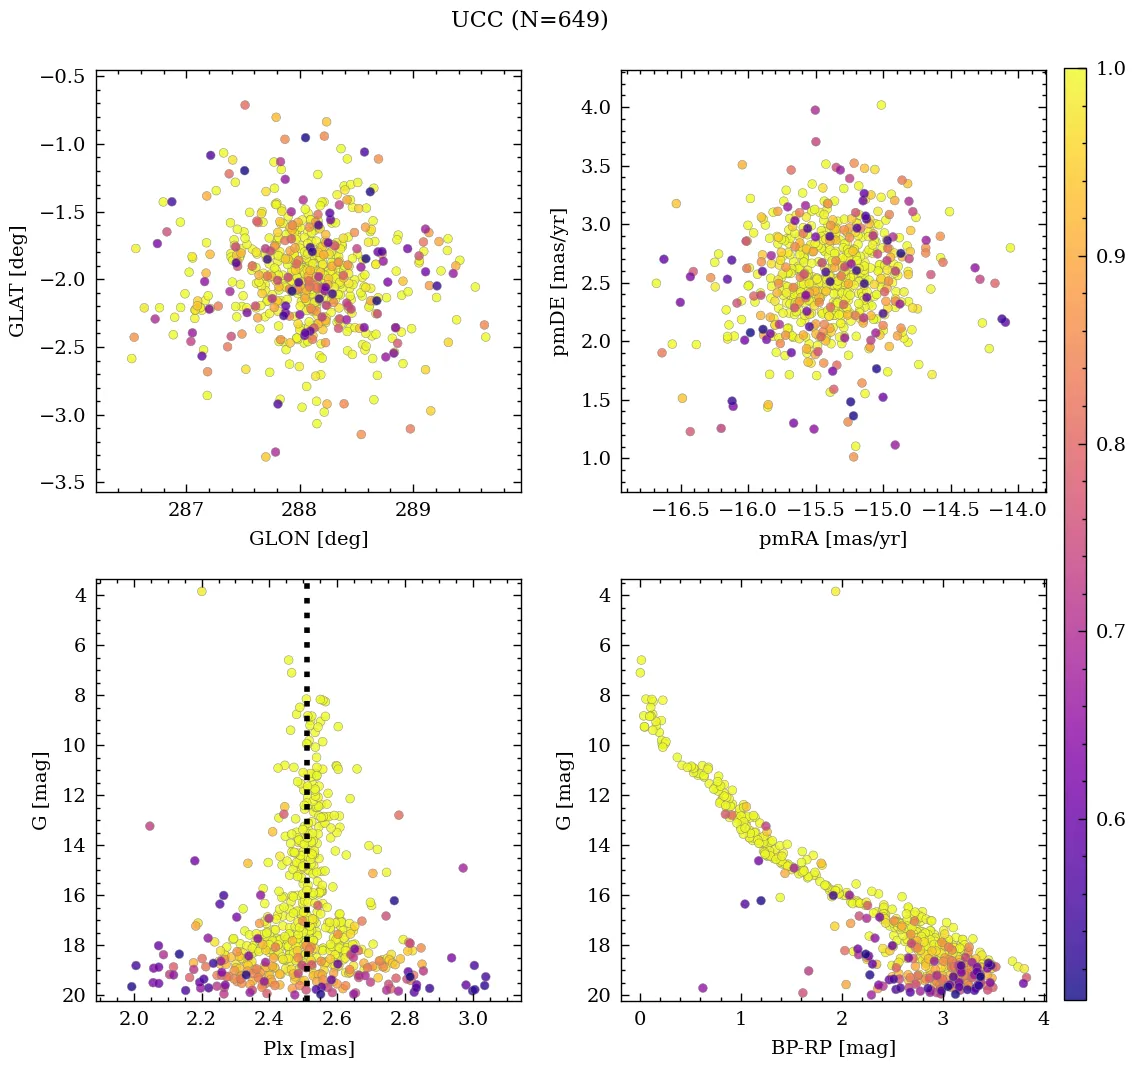 UCC (N=649)
−0.5
−1.0
−1.5
−2.0
−2.5
−3.0
−3.5
GLAT [deg]
287 288 289
GLON [deg]
4.0
3.5
3.0
2.5
2.0
1.5
1.0
pmDE [mas/yr]
−16.5 −16.0 −15.5 −15.0 −14.5 −14.0
pmRA [mas/yr]
4
6
8
10
12
14
16
18
20
G [mag]
2.0 2.2 2.4 2.6 2.8 3.0
Plx [mas]
4
6
8
10
12
14
16
18
20
G [mag]
0 1 2 3 4
BP-RP [mag]
1.0
0.9
0.8
0.7
0.6